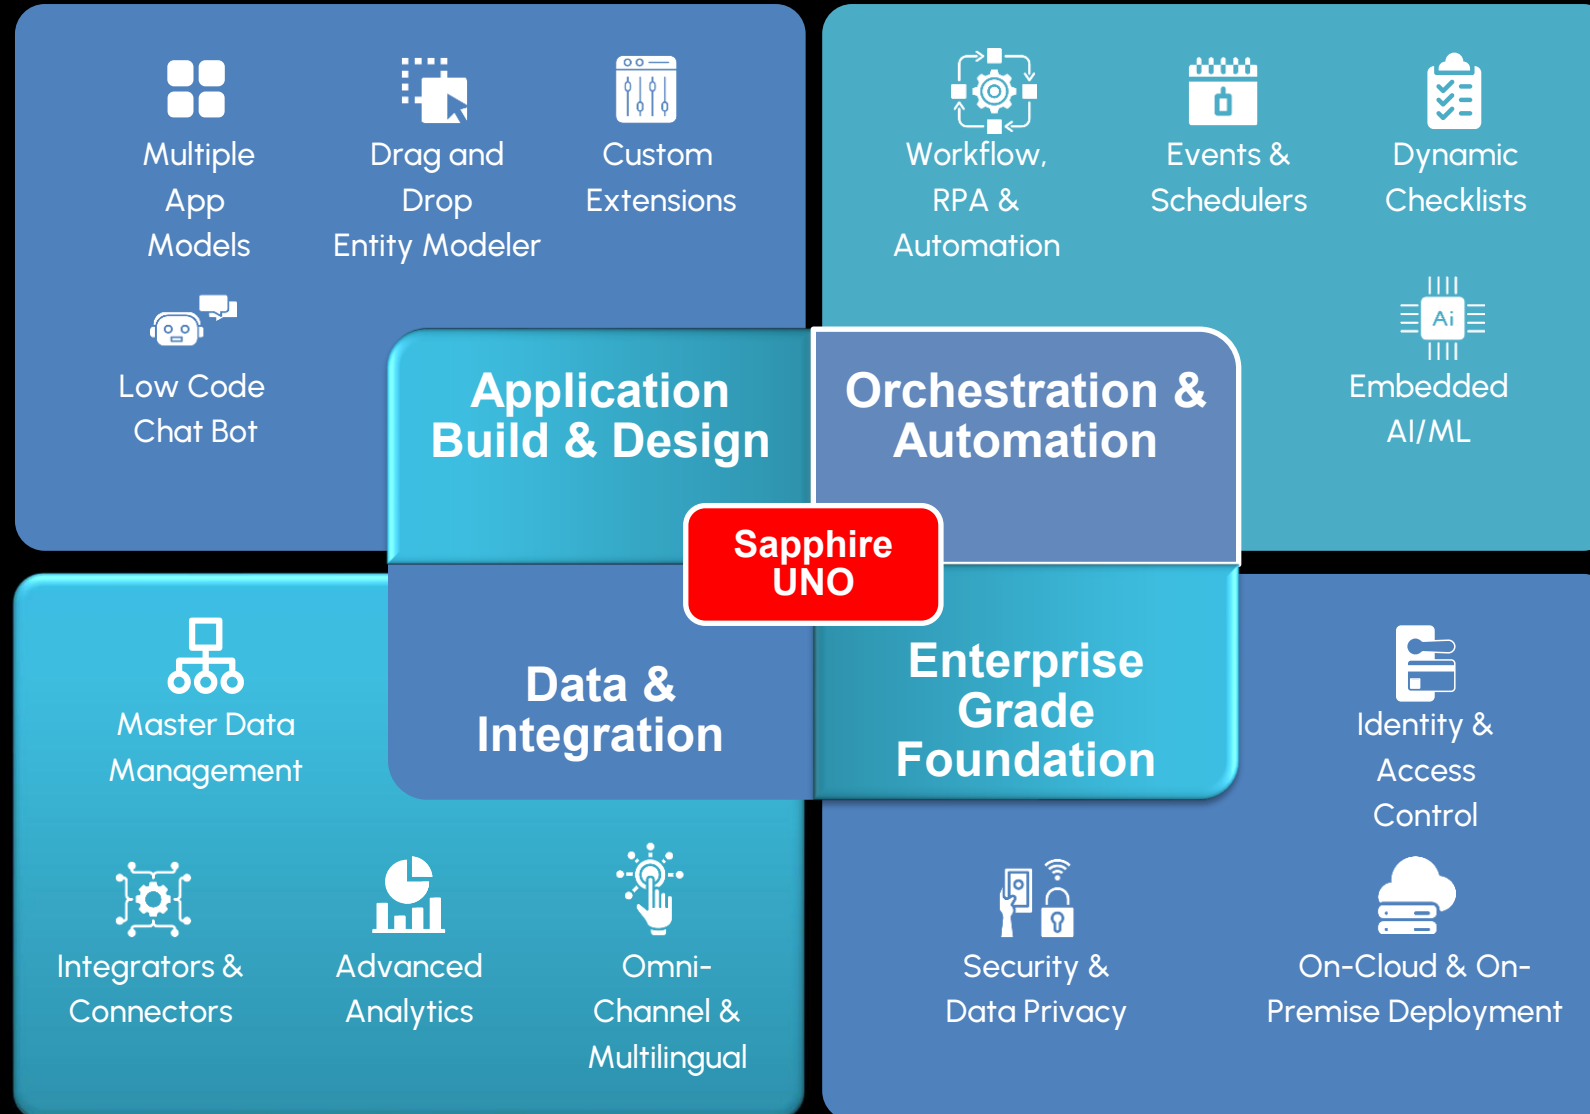 Multiple
App
Models
Drag and
Drop
Entity Modeler
Custom
Extensions
Low Code
Chat Bot
Workflow,
RPA &
Automation
Events &
Schedulers
Dynamic
Checklists
Ai
Embedded
AI/ML
Application
Build & Design
Orchestration &
Automation
Sapphire
UNO
Data &
Integration
Enterprise
Grade
Foundation
Master Data
Management
Integrators &
Connectors
Advanced
Analytics
Omni-
Channel &
Multilingual
Identity &
Access
Control
Security &
Data Privacy
On-Cloud & On-
Premise Deployment